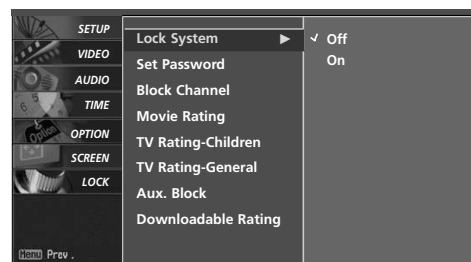 SETUP
VIDEO
AUDIO
TIME
OPTION
SCREEN
LOCK
Menu Prev.
Lock System ►
Set Password
Block Channel
Movie Rating
TV Rating-Children
TV Rating-General
Aux. Block
Downloadable Rating
✓ Off
On